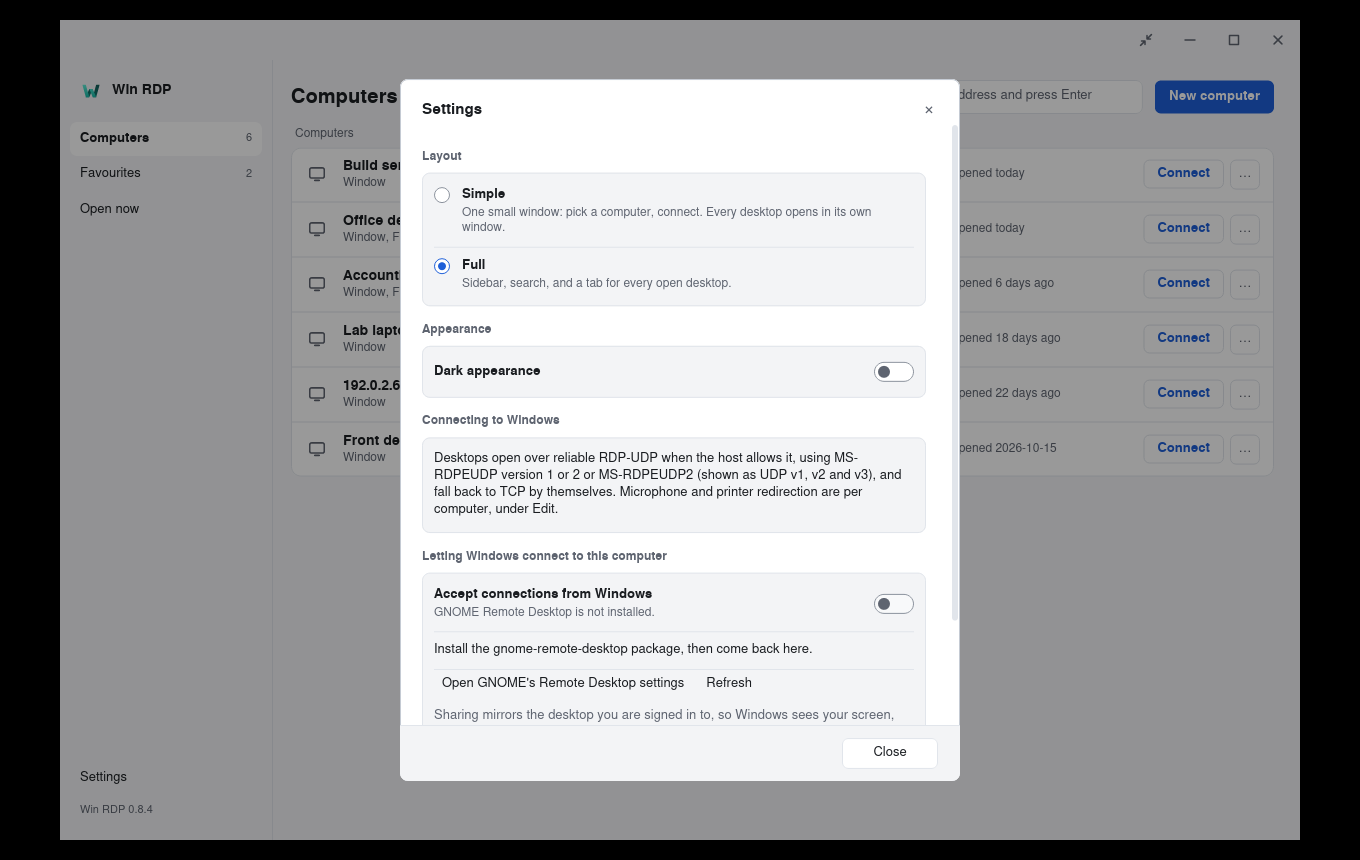 Win RDP
Computers 6
Favourites 2
Open now
Settings
Win RDP 0.8.4
Computers
ddress and press Enter
New computer
Computers
Build ser
Window
pened today
Connect
...
Office de
Window, F
pened today
Connect
...
Account
Window, F
pened 6 days ago
Connect
...
Lab lapto
Window
pened 18 days ago
Connect
...
192.0.2.6
Window
pened 22 days ago
Connect
...
Front de
Window
pened 2026-10-15
Connect
...
Settings
×
Layout
Simple
One small window: pick a computer, connect. Every desktop opens in its own
window.
Full
Sidebar, search, and a tab for every open desktop.
Appearance
Dark appearance
Connecting to Windows
Desktops open over reliable RDP-UDP when the host allows it, using MS-
RDPEUDP version 1 or 2 or MS-RDPEUDP2 (shown as UDP v1, v2 and v3), and
fall back to TCP by themselves. Microphone and printer redirection are per
computer, under Edit.
Letting Windows connect to this computer
Accept connections from Windows
GNOME Remote Desktop is not installed.
Install the gnome-remote-desktop package, then come back here.
Open GNOME's Remote Desktop settings Refresh
Sharing mirrors the desktop you are signed in to, so Windows sees your screen,
Close